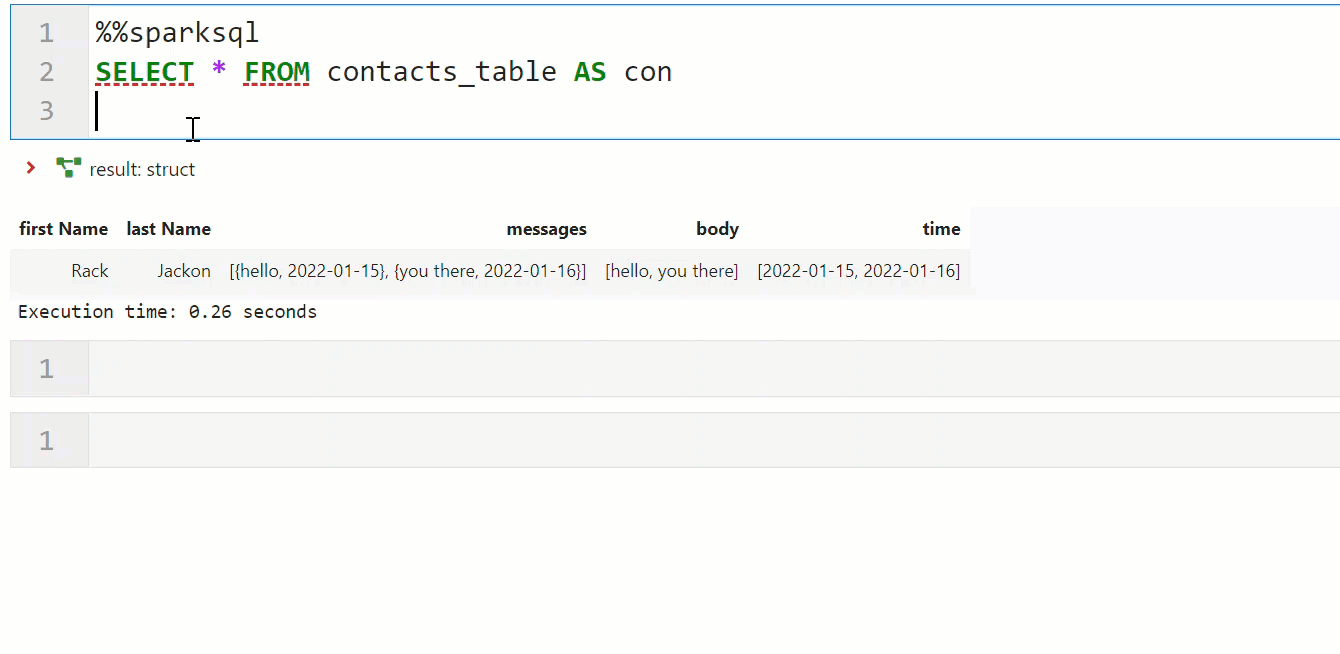 1 %%sparksql
2 SELECT * FROM contacts_table AS con
3
result: struct
first Name last Name messages body time
Rack Jackon [{hello, 2022-01-15}, {you there, 2022-01-16}] [hello, you there] [2022-01-15, 2022-01-16]
Execution time: 0.26 seconds
1
1